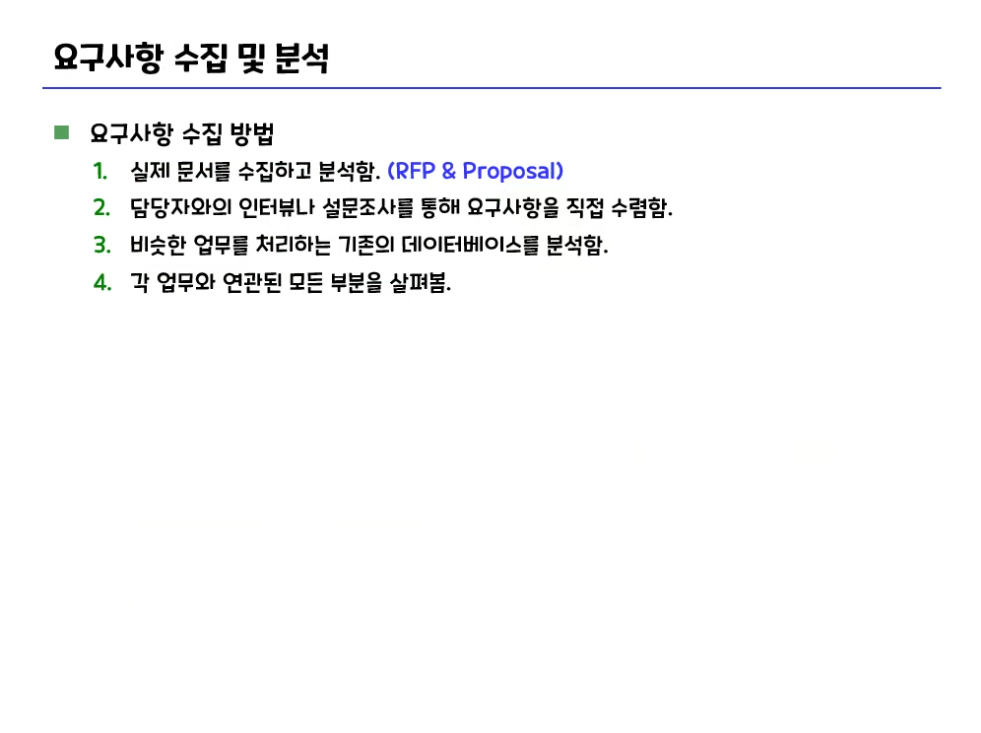 요구사항 수집 및 분석
요구사항 수집 방법
1. 실제 문서를 수집하고 분석함. (RFP & Proposal)
2. 담당자와의 인터뷰나 설문조사를 통해 요구사항을 직접 수렴함.
3. 비슷한 업무를 처리하는 기존의 데이터베이스를 분석함.
4. 각 업무와 연관된 모든 부분을 살펴봄.